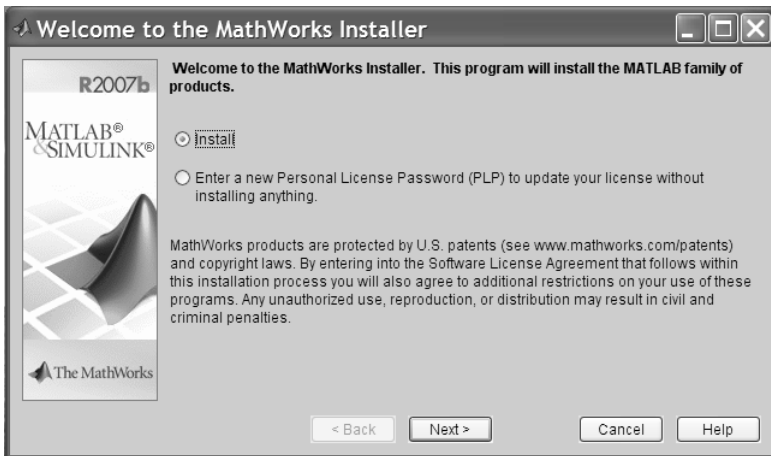 Welcome to the MathWorks Installer
R2007b
MATLAB®
&SIMULINK®
The MathWorks
Welcome to the MathWorks Installer. This program will install the MATLAB family of
products.
Install
Enter a new Personal License Password (PLP) to update your license without
installing anything.
MathWorks products are protected by U.S. patents (see www.mathworks.com/patents)
and copyright laws. By entering into the Software License Agreement that follows within
this installation process you will also agree to additional restrictions on your use of these
programs. Any unauthorized use, reproduction, or distribution may result in civil and
criminal penalties.
< Back
Next >
Cancel
Help